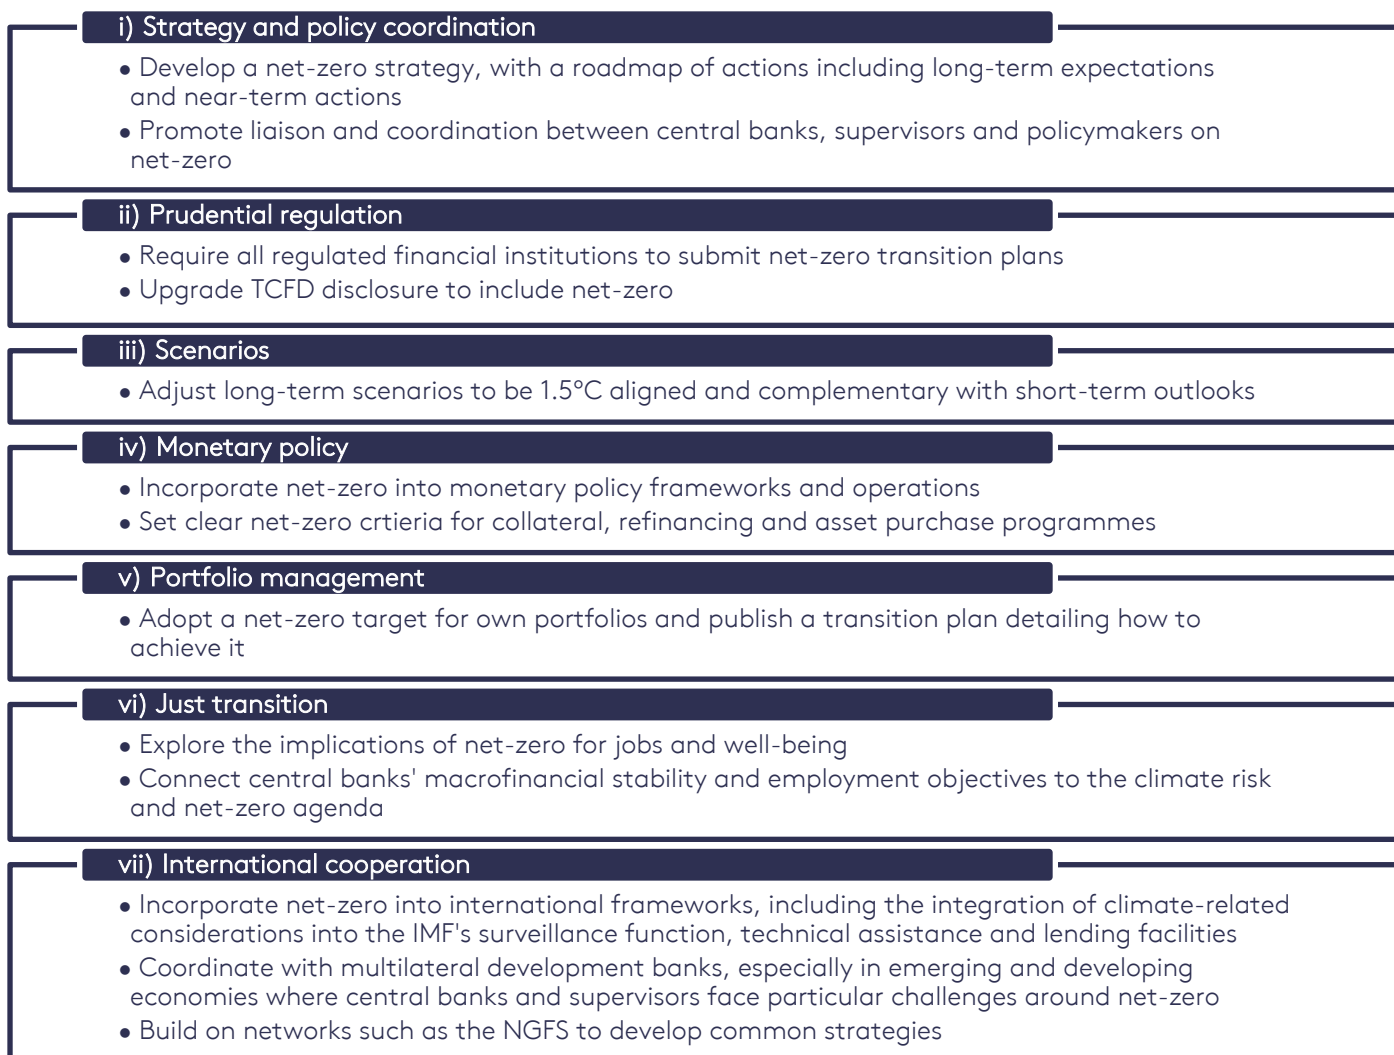 i) Strategy and policy coordination
• Develop a net-zero strategy, with a roadmap of actions including long-term expectations
and near-term actions
• Promote liaison and coordination between central banks, supervisors and policymakers on
net-zero
ii) Prudential regulation
• Require all regulated financial institutions to submit net-zero transition plans
• Upgrade TCFD disclosure to include net-zero
iii) Scenarios
• Adjust long-term scenarios to be 1.5°C aligned and complementary with short-term outlooks
iv) Monetary policy
• Incorporate net-zero into monetary policy frameworks and operations
• Set clear net-zero crtieria for collateral, refinancing and asset purchase programmes
v) Portfolio management
• Adopt a net-zero target for own portfolios and publish a transition plan detailing how to
achieve it
vi) Just transition
• Explore the implications of net-zero for jobs and well-being
• Connect central banks' macrofinancial stability and employment objectives to the climate risk
and net-zero agenda
vii) International cooperation
• Incorporate net-zero into international frameworks, including the integration of climate-related
considerations into the IMF's surveillance function, technical assistance and lending facilities
• Coordinate with multilateral development banks, especially in emerging and developing
economies where central banks and supervisors face particular challenges around net-zero
• Build on networks such as the NGFS to develop common strategies